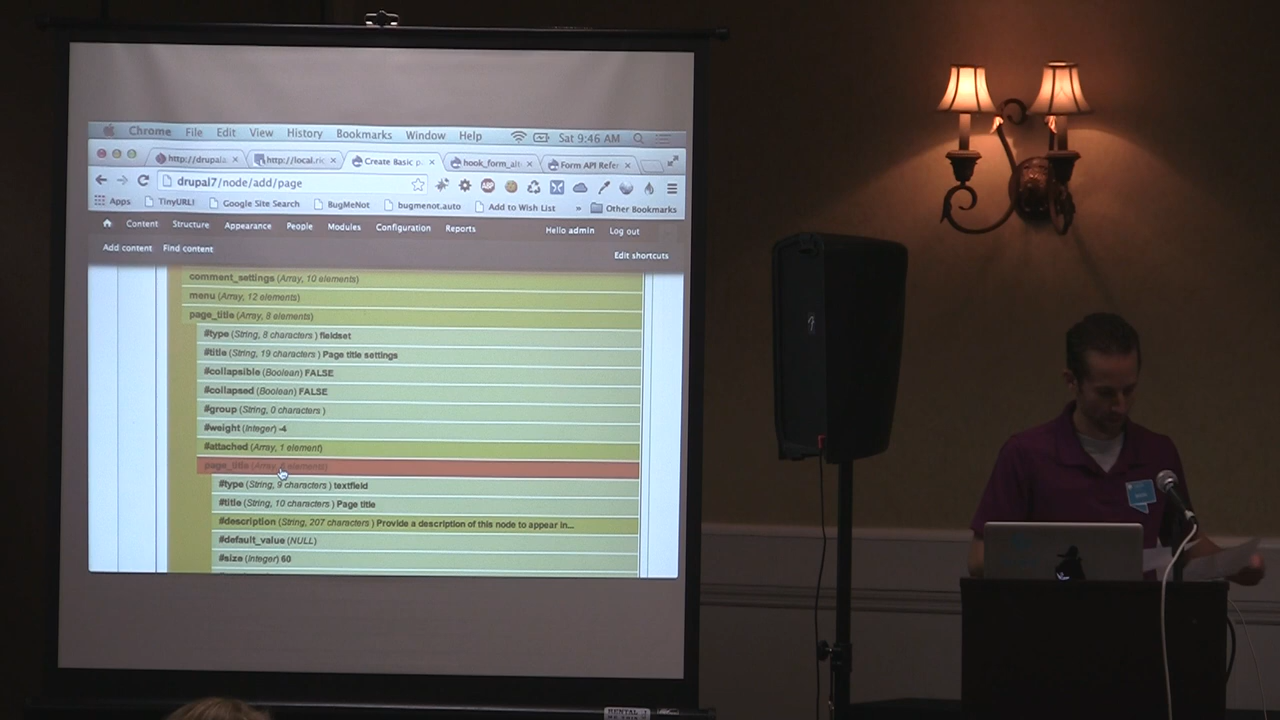 Chrome File Edit View History Bookmarks Window Help Sat 9:46 AM
http://drupala × http://local.ric × Create Basic p × hook_form_alt × Form API Refer ×
drupal7/node/add/page
Apps TinyURL! Google Site Search BugMeNot bugmenot.auto Add to Wish List » Other Bookmarks
Content Structure Appearance People Modules Configuration Reports Hello admin Log out
Add content Find content Edit shortcuts
comment_settings (Array, 10 elements)
menu (Array, 12 elements)
page_title (Array, 8 elements)
#type (String, 8 characters ) fieldset
#title (String, 19 characters ) Page title settings
#collapsible (Boolean) FALSE
#collapsed (Boolean) FALSE
#group (String, 0 characters )
#weight (Integer) -4
#attached (Array, 1 element)
page_title (Array, elements)
#type (String, 9 characters ) textfield
#title (String, 10 characters ) Page title
#description (String, 207 characters ) Provide a description of this node to appear in...
#default_value (NULL)
#size (Integer) 60
RENTAL